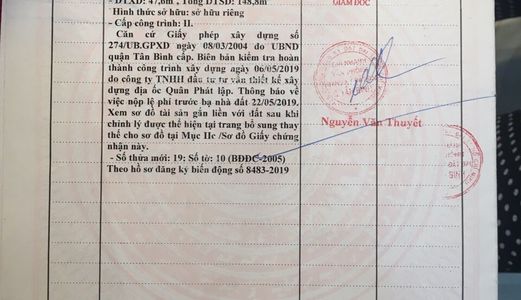 - DTXD: 47,6m², Tổng DTSD: 148,8m²
- Hình thức sở hữu: sở hữu riêng
- Cấp công trình: II.
Căn cứ Giấy phép xây dựng số
274/UB.GPXD ngày 08/03/2004 do UBND
quận Tân Bình cấp. Biên bản kiểm tra hoàn
thành công trình xây dựng ngày 06/05/2019
do công ty TNHH đầu tư tư vấn thiết kế xây
dựng địa ốc Quân Phát lập. Thông báo về
việc nộp lệ phí trước bạ nhà đất 22/05/2019.
Xem sơ đồ tài sản gắn liền với đất sau khi
chỉnh lý được thể hiện tại trang bổ sung thay
thế cho sơ đồ tại Mục IIc /Sơ đồ Giấy chứng
nhận này.
- Số thửa mới: 19; Số tờ: 10 (BĐĐC-2005)
Theo hồ sơ đăng ký biến động số 8483-2019
GIÁM ĐỐC
Nguyễn Văn Thuyết